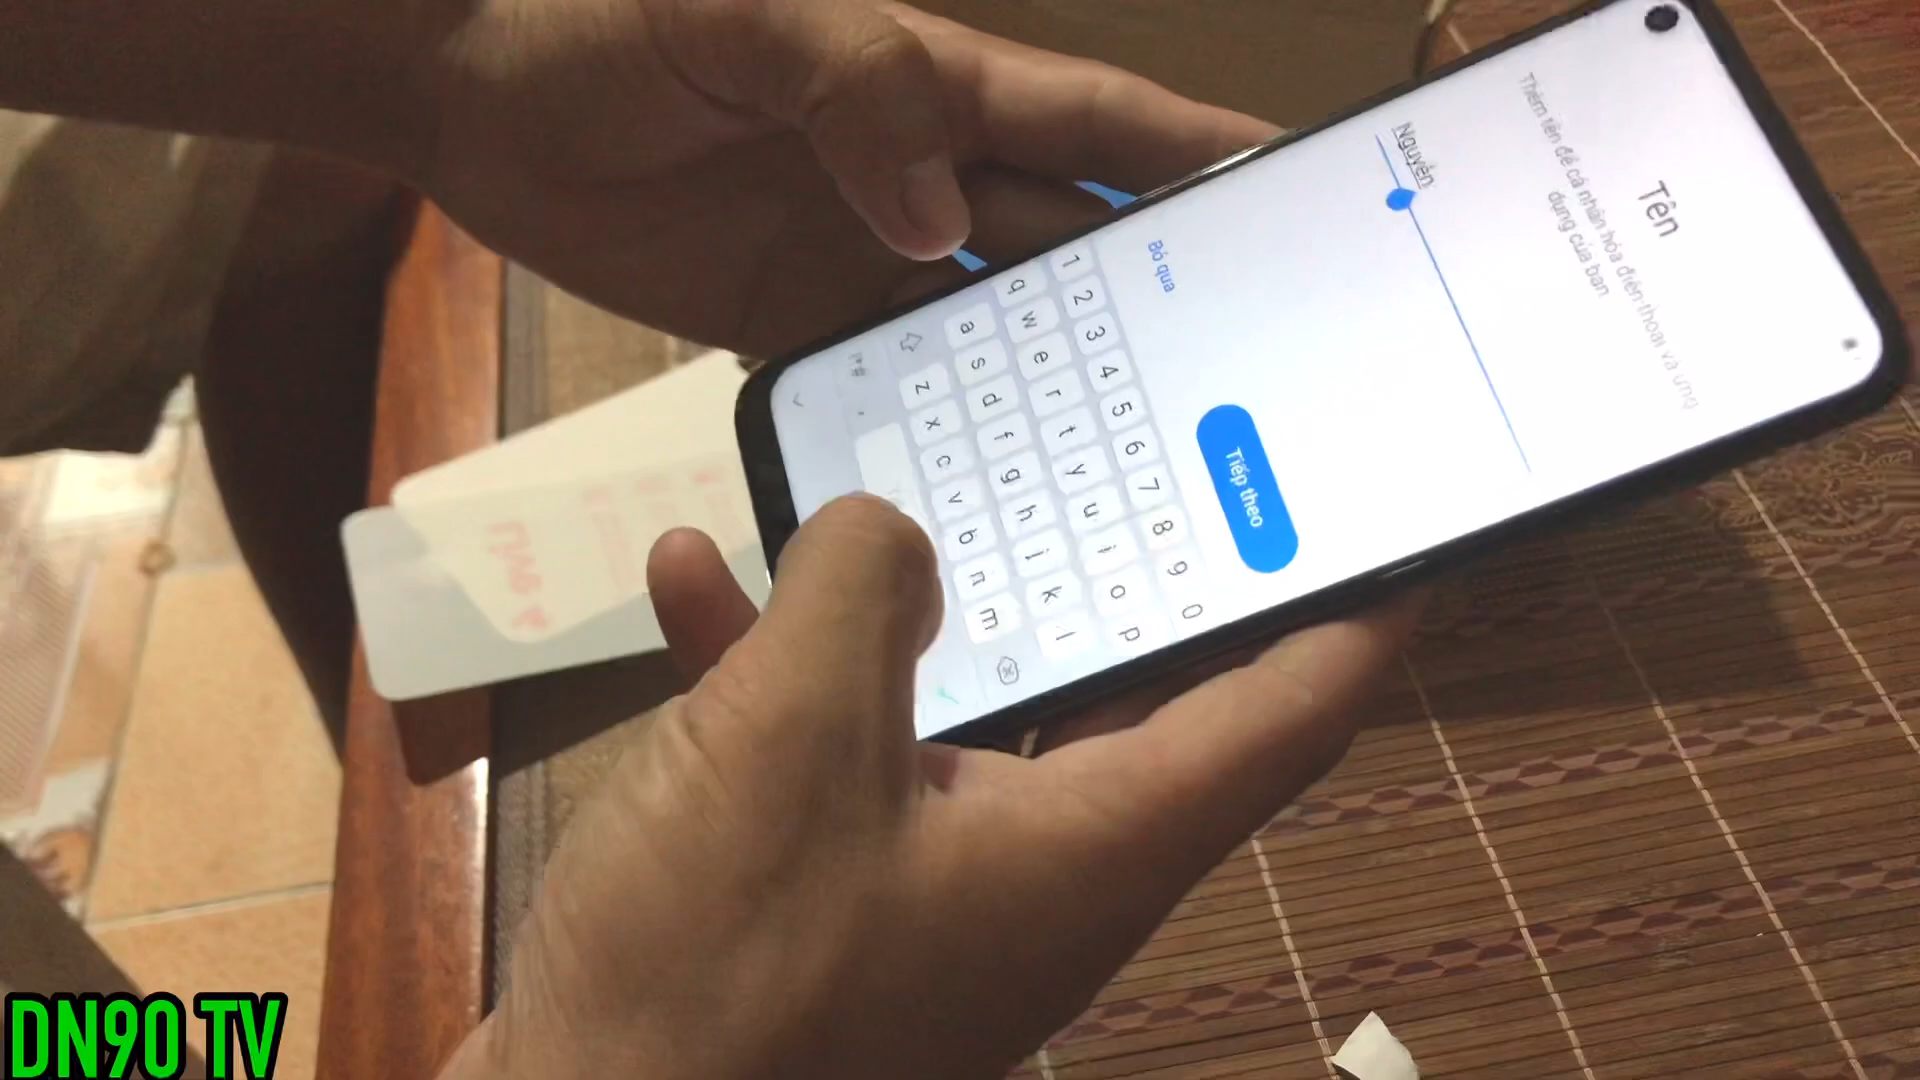 Tên
Thêm tên để cá nhân hóa điện thoại và ứng
dụng của bạn
Nguyễn
Bỏ qua
Tiếp theo
1 2 3 4 5 6 7 8 9 0
q w e r t y u i o p
a s d f g h j k l
z x c v b n m
!#
,
DN90 TV